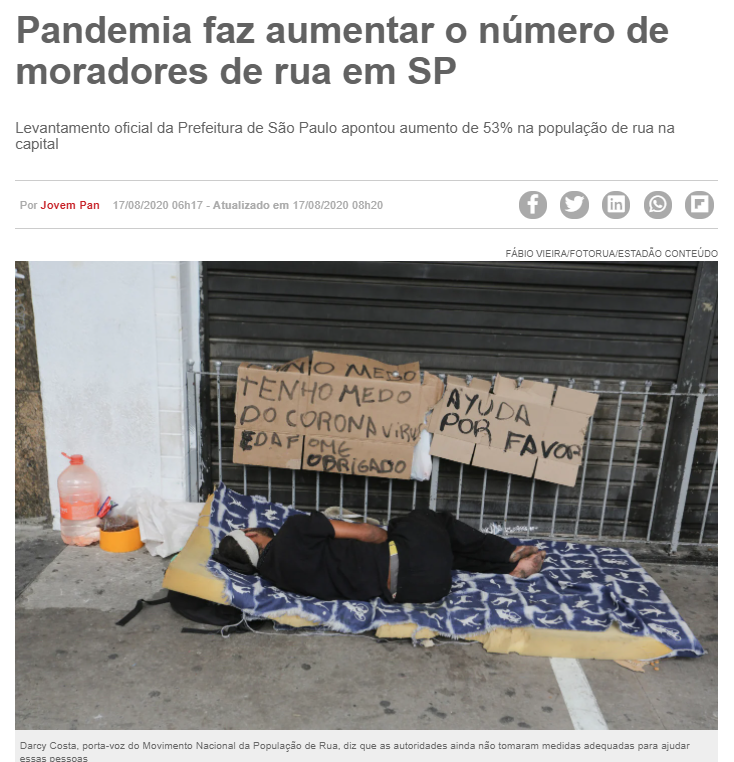 Pandemia faz aumentar o número de
moradores de rua em SP
Levantamento oficial da Prefeitura de São Paulo apontou aumento de 53% na população de rua na
capital
Por Jovem Pan 17/08/2020 06h17 - Atualizado em 17/08/2020 08h20
FÁBIO VIEIRA/FOTORUA/ESTADÃO CONTEÚDO
O MEDO
TENHO MEDO
DO CORONAVIRU
E DA F OME
OBRIGADO
AYUDA
POR FAVOR
Darcy Costa, porta-voz do Movimento Nacional da População de Rua, diz que as autoridades ainda não tomaram medidas adequadas para ajudar
essas pessoas